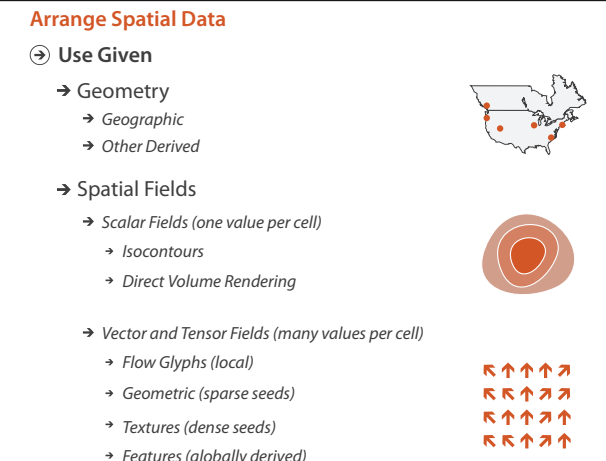 Arrange Spatial Data
Use Given
Geometry
Geographic
Other Derived
Spatial Fields
Scalar Fields (one value per cell)
Isocontours
Direct Volume Rendering
Vector and Tensor Fields (many values per cell)
Flow Glyphs (local)
Geometric (sparse seeds)
Textures (dense seeds)
Features (globally derived)